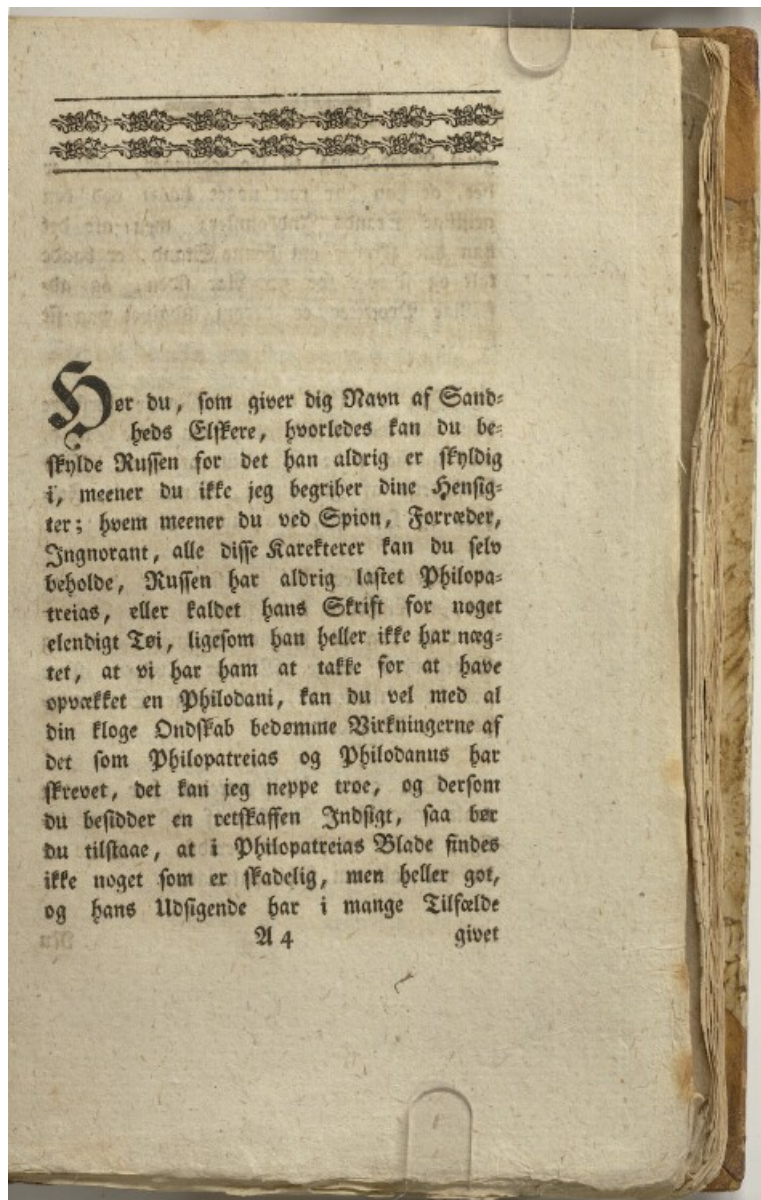 Hør du, som giver dig Navn af Sand-
heds Elskere, hvorledes kan du be-
skylde Russen for det han aldrig er skyldig
i, meener du ikke jeg begriber dine Hensig-
ter; hvem meener du ved Spion, Forræder,
Ingnorant, alle disse Karekterer kan du selv
beholde, Russen har aldrig lastet Philopa-
treias, eller kaldet hans Skrift for noget
elendigt Tøi, ligesom han heller ikke har næg-
tet, at vi har ham at takke for at have
opvækket en Philodani, kan du vel med al
din kloge Ondskab bedømme Virkningerne af
det som Philopatreias og Philodanus har
skrevet, det kan jeg neppe troe, og dersom
du besidder en retskaffen Indsigt, saa bør
du tilstaae, at i Philopatreias Blade findes
ikke noget som er skadelig, men heller got,
og hans Udsigende har i mange Tilfælde
A 4 givet